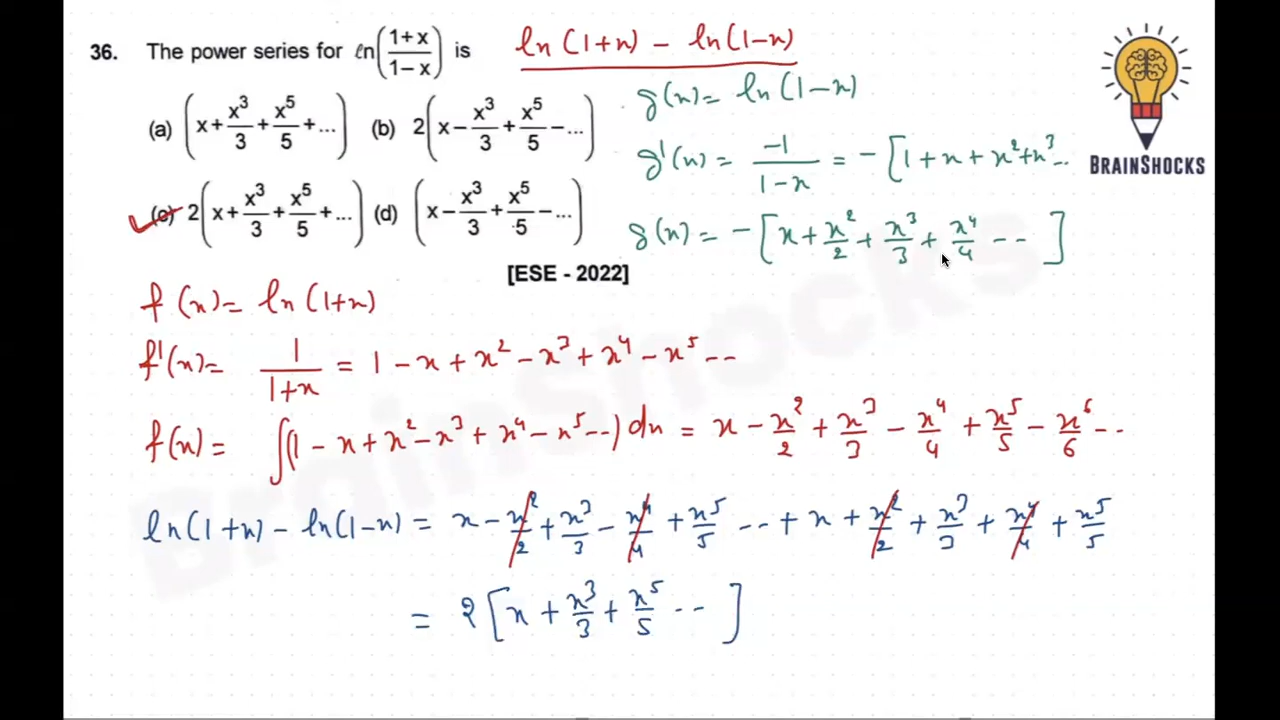 36. The power series for ln((1+x)/(1–x)) is
ln(1+x) – ln(1–x)
(a) (x + x³/3 + x⁵/5 + ...) (b) 2(x – x³/3 + x⁵/5 – ...)
(c) 2(x + x³/3 + x⁵/5 + ...) (d) (x – x³/3 + x⁵/5 – ...)
[ESE - 2022]
g(x) = ln(1–x)
g'(x) = –1/(1–x) = –[1+x+x²+x³--
g(x) = –[x + x²/2 + x³/3 + x⁴/4 -- ]
BRAINSHOCKS
f(x) = ln(1+x)
f'(x) = 1/(1+x) = 1 – x + x² – x³ + x⁴ – x⁵ --
f(x) = ∫(1 – x + x² – x³ + x⁴ – x⁵--) dx = x – x²/2 + x³/3 – x⁴/4 + x⁵/5 – x⁶/6 --
ln(1+x) – ln(1–x) = x – x²/2 + x³/3 – x⁴/4 + x⁵/5 -- + x + x²/2 + x³/3 + x⁴/4 + x⁵/5
= 2[x + x³/3 + x⁵/5 -- ]
BrainShocks